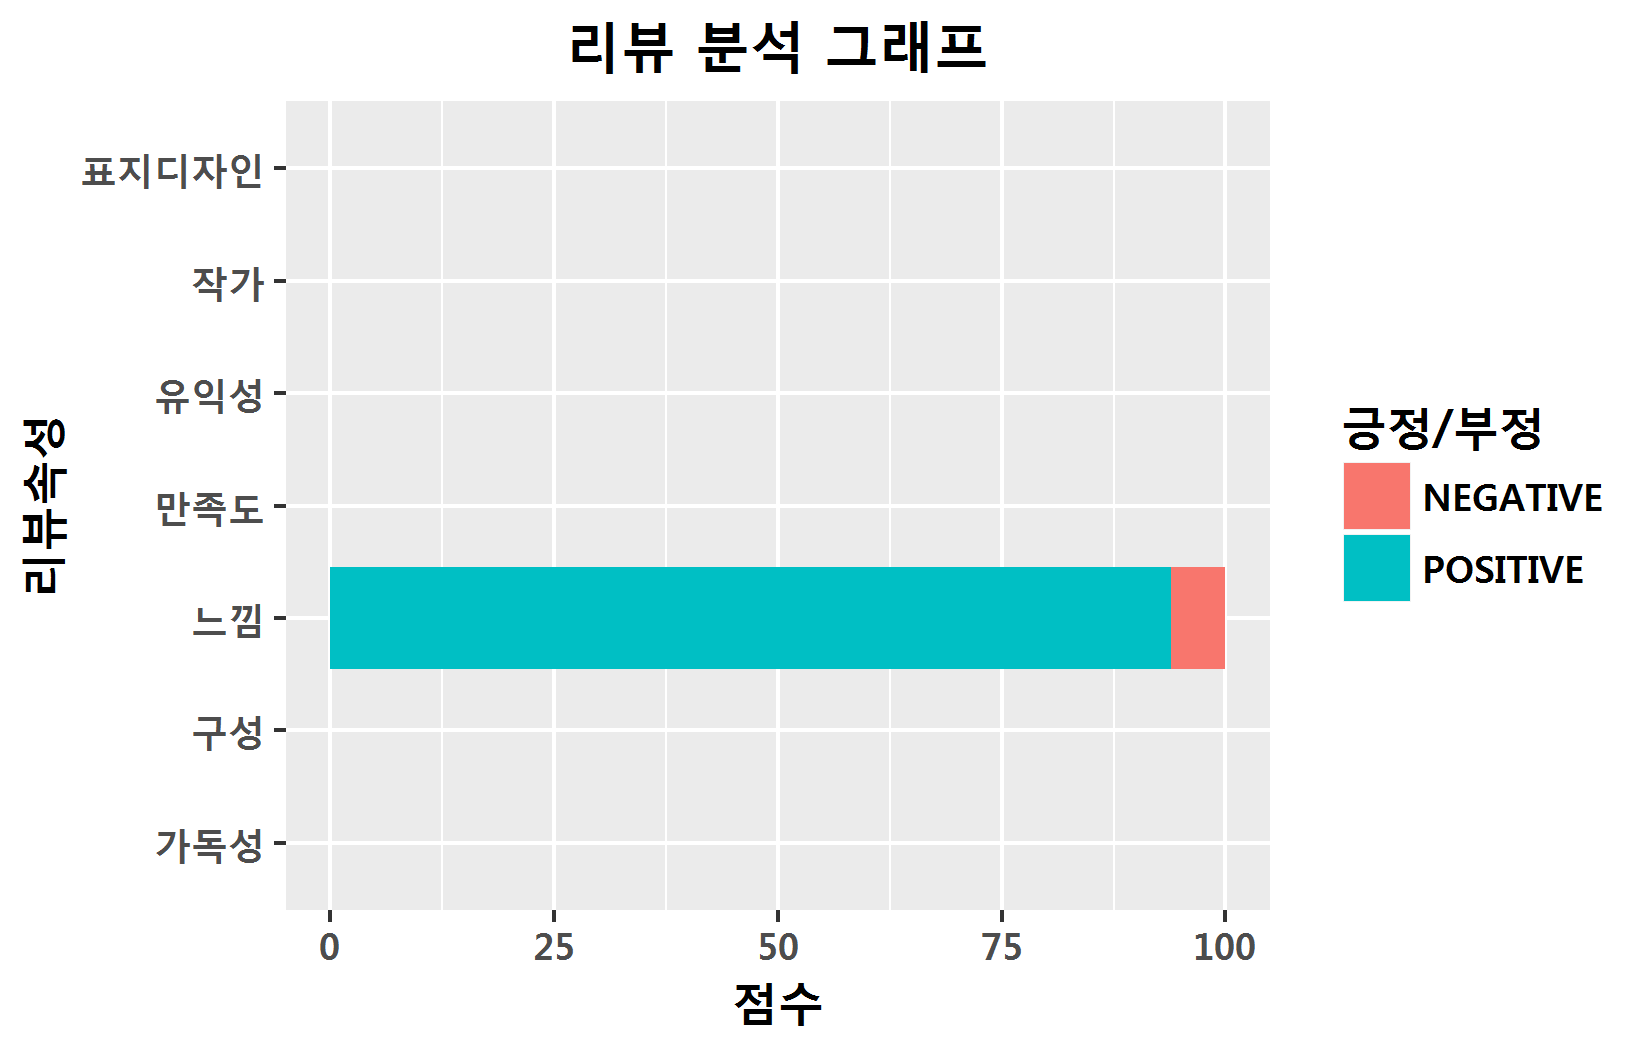 리뷰 분석 그래프
표지디자인
작가
유익성
만족도
느낌
구성
가독성
리뷰속성
0 25 50 75 100
점수
긍정/부정
NEGATIVE
POSITIVE